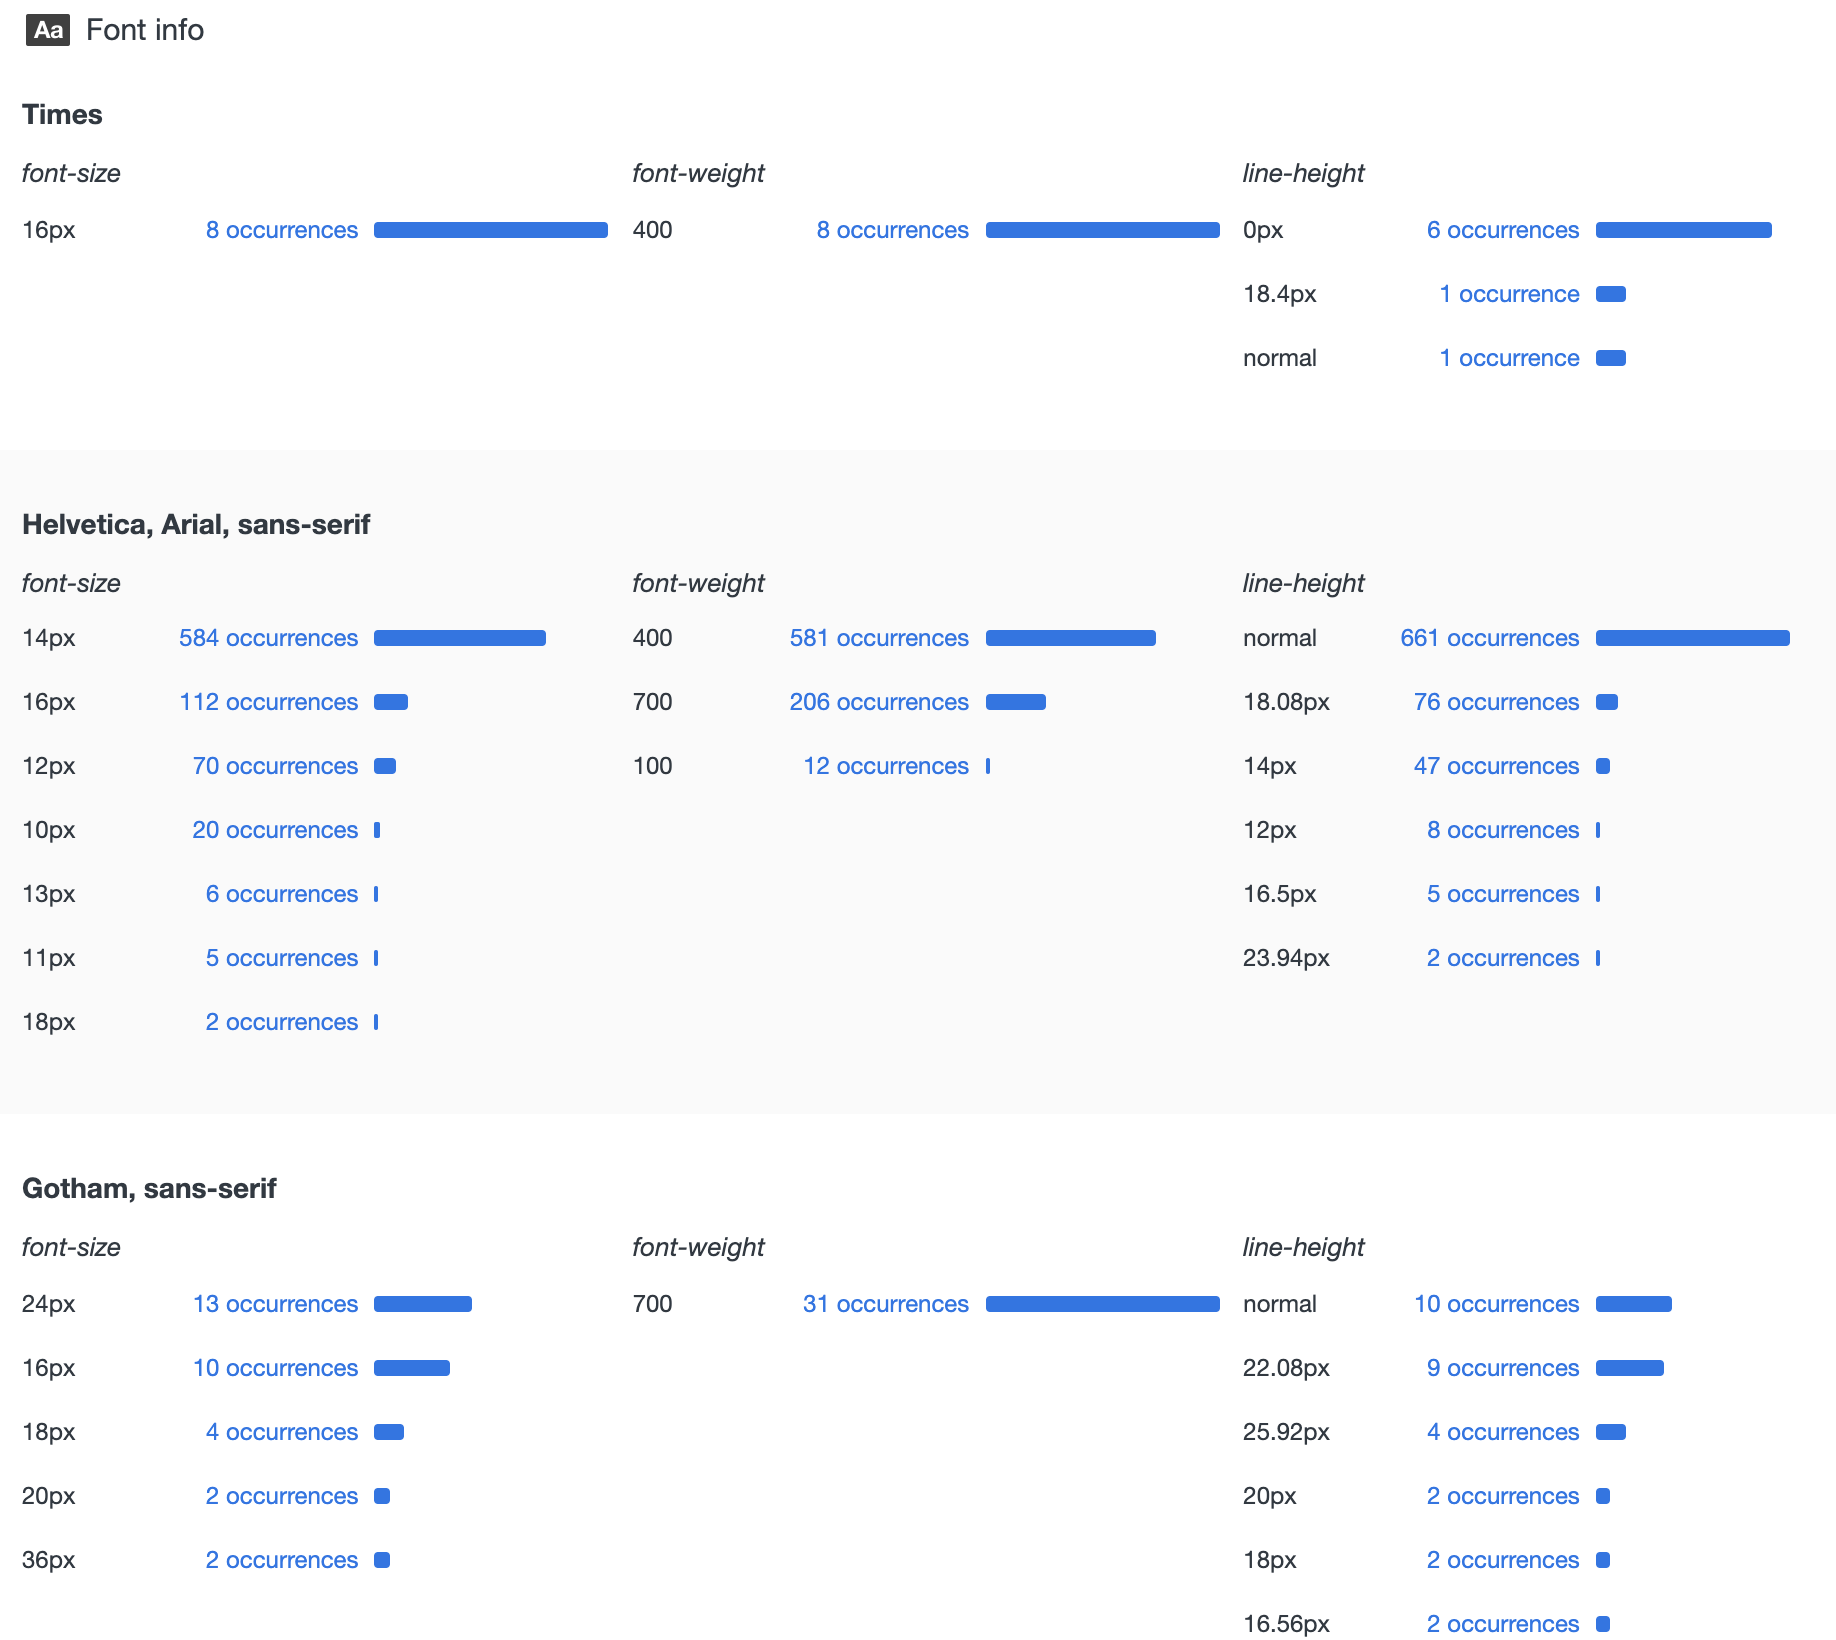 Aa Font info
Times
font-size font-weight line-height
16px 8 occurrences 400 8 occurrences 0px 6 occurrences
18.4px 1 occurrence
normal 1 occurrence
Helvetica, Arial, sans-serif
font-size font-weight line-height
14px 584 occurrences 400 581 occurrences normal 661 occurrences
16px 112 occurrences 700 206 occurrences 18.08px 76 occurrences
12px 70 occurrences 100 12 occurrences 14px 47 occurrences
10px 20 occurrences 12px 8 occurrences
13px 6 occurrences 16.5px 5 occurrences
11px 5 occurrences 23.94px 2 occurrences
18px 2 occurrences
Gotham, sans-serif
font-size font-weight line-height
24px 13 occurrences 700 31 occurrences normal 10 occurrences
16px 10 occurrences 22.08px 9 occurrences
18px 4 occurrences 25.92px 4 occurrences
20px 2 occurrences 20px 2 occurrences
36px 2 occurrences 18px 2 occurrences
16.56px 2 occurrences